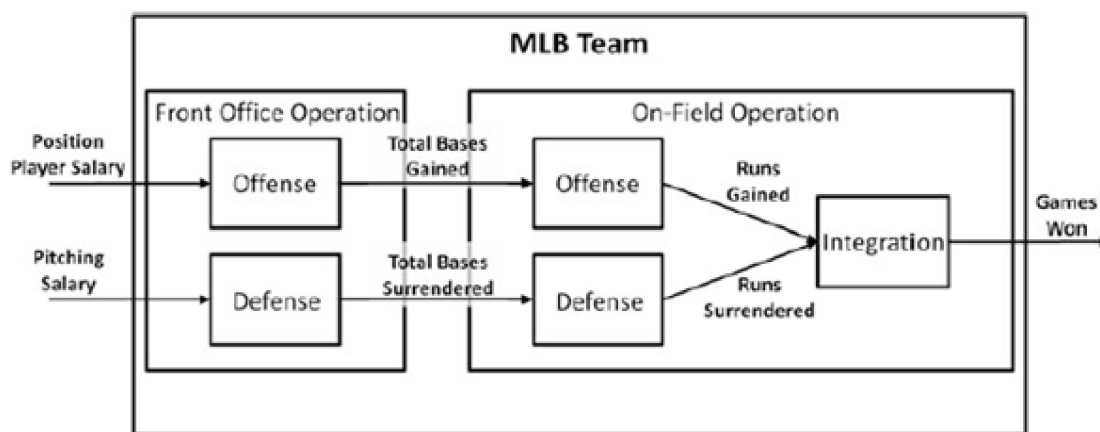 MLB Team
Front Office Operation
On-Field Operation
Position
Player Salary
Offense
Total Bases
Gained
Offense
Runs
Gained
Pitching
Salary
Defense
Total Bases
Surrendered
Defense
Runs
Surrendered
Integration
Games
Won